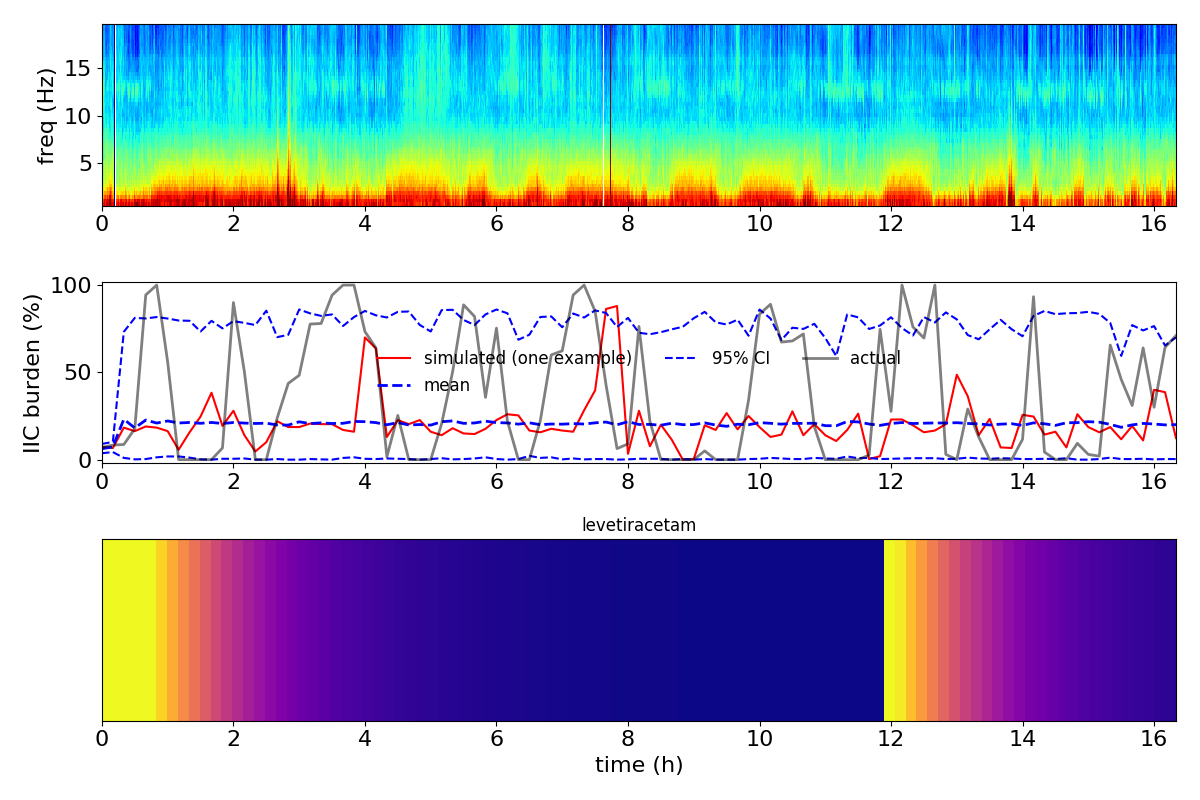 15
10
5
freq (Hz)
0 2 4 6 8 10 12 14 16
100
50
0
IIC burden (%)
simulated (one example) 95% CI actual
mean
0 2 4 6 8 10 12 14 16
levetiracetam
0 2 4 6 8 10 12 14 16
time (h)